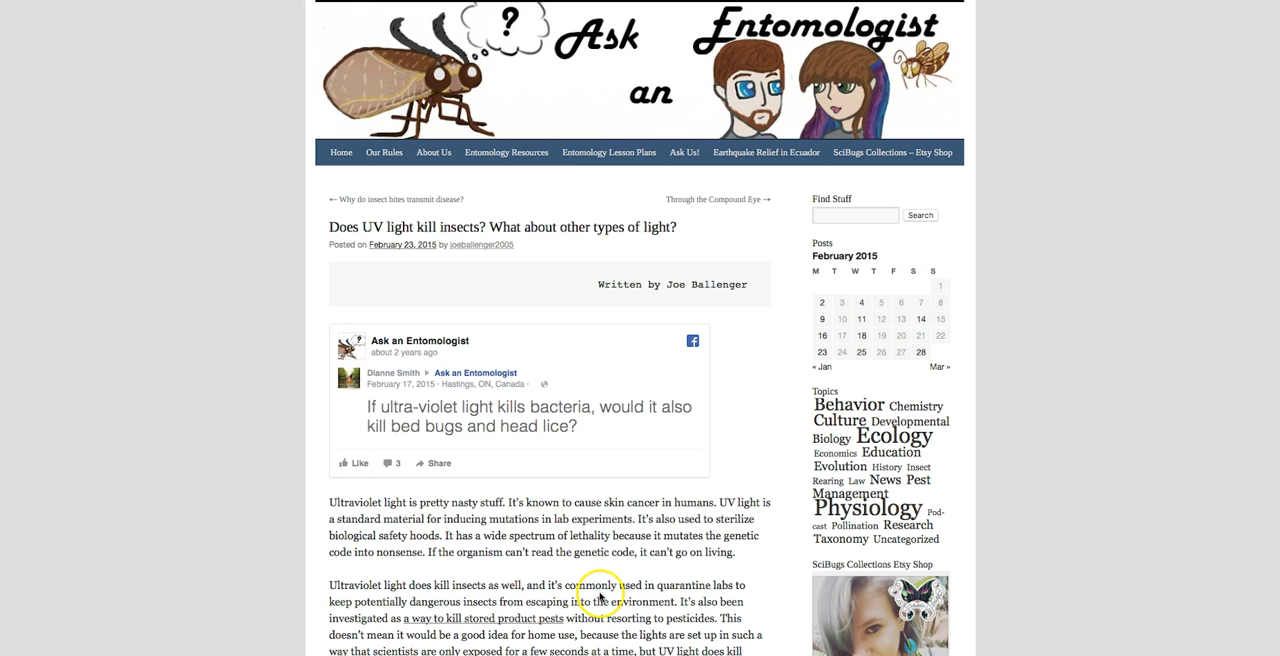 ?
Ask an Entomologist
Home Our Rules About Us Entomology Resources Entomology Lesson Plans Ask Us! Earthquake Relief in Ecuador SciBugs Collections – Etsy Shop
← Why do insect bites transmit disease? Through the Compound Eye →
Does UV light kill insects? What about other types of light?
Posted on February 23, 2015 by joeballenger2005
Written by Joe Ballenger
Ask an Entomologist
about 2 years ago
Dianne Smith ▸ Ask an Entomologist
February 17, 2015 · Hastings, ON, Canada ·
If ultra-violet light kills bacteria, would it also
kill bed bugs and head lice?
Like 3 Share
Ultraviolet light is pretty nasty stuff. It's known to cause skin cancer in humans. UV light is
a standard material for inducing mutations in lab experiments. It's also used to sterilize
biological safety hoods. It has a wide spectrum of lethality because it mutates the genetic
code into nonsense. If the organism can't read the genetic code, it can't go on living.
Ultraviolet light does kill insects as well, and it's commonly used in quarantine labs to
keep potentially dangerous insects from escaping into the environment. It's also been
investigated as a way to kill stored product pests without resorting to pesticides. This
doesn't mean it would be a good idea for home use, because the lights are set up in such a
way that scientists are only exposed for a few seconds at a time, but UV light does kill
Find Stuff
Search
Posts
February 2015
M T W T F S S
1
2 3 4 5 6 7 8
9 10 11 12 13 14 15
16 17 18 19 20 21 22
23 24 25 26 27 28
« Jan Mar »
Topics
Behavior Chemistry
Culture Developmental
Biology Ecology
Economics Education
Evolution History Insect
Rearing Law News Pest
Management
Physiology Pod-
cast Pollination Research
Taxonomy Uncategorized
SciBugs Collections Etsy Shop